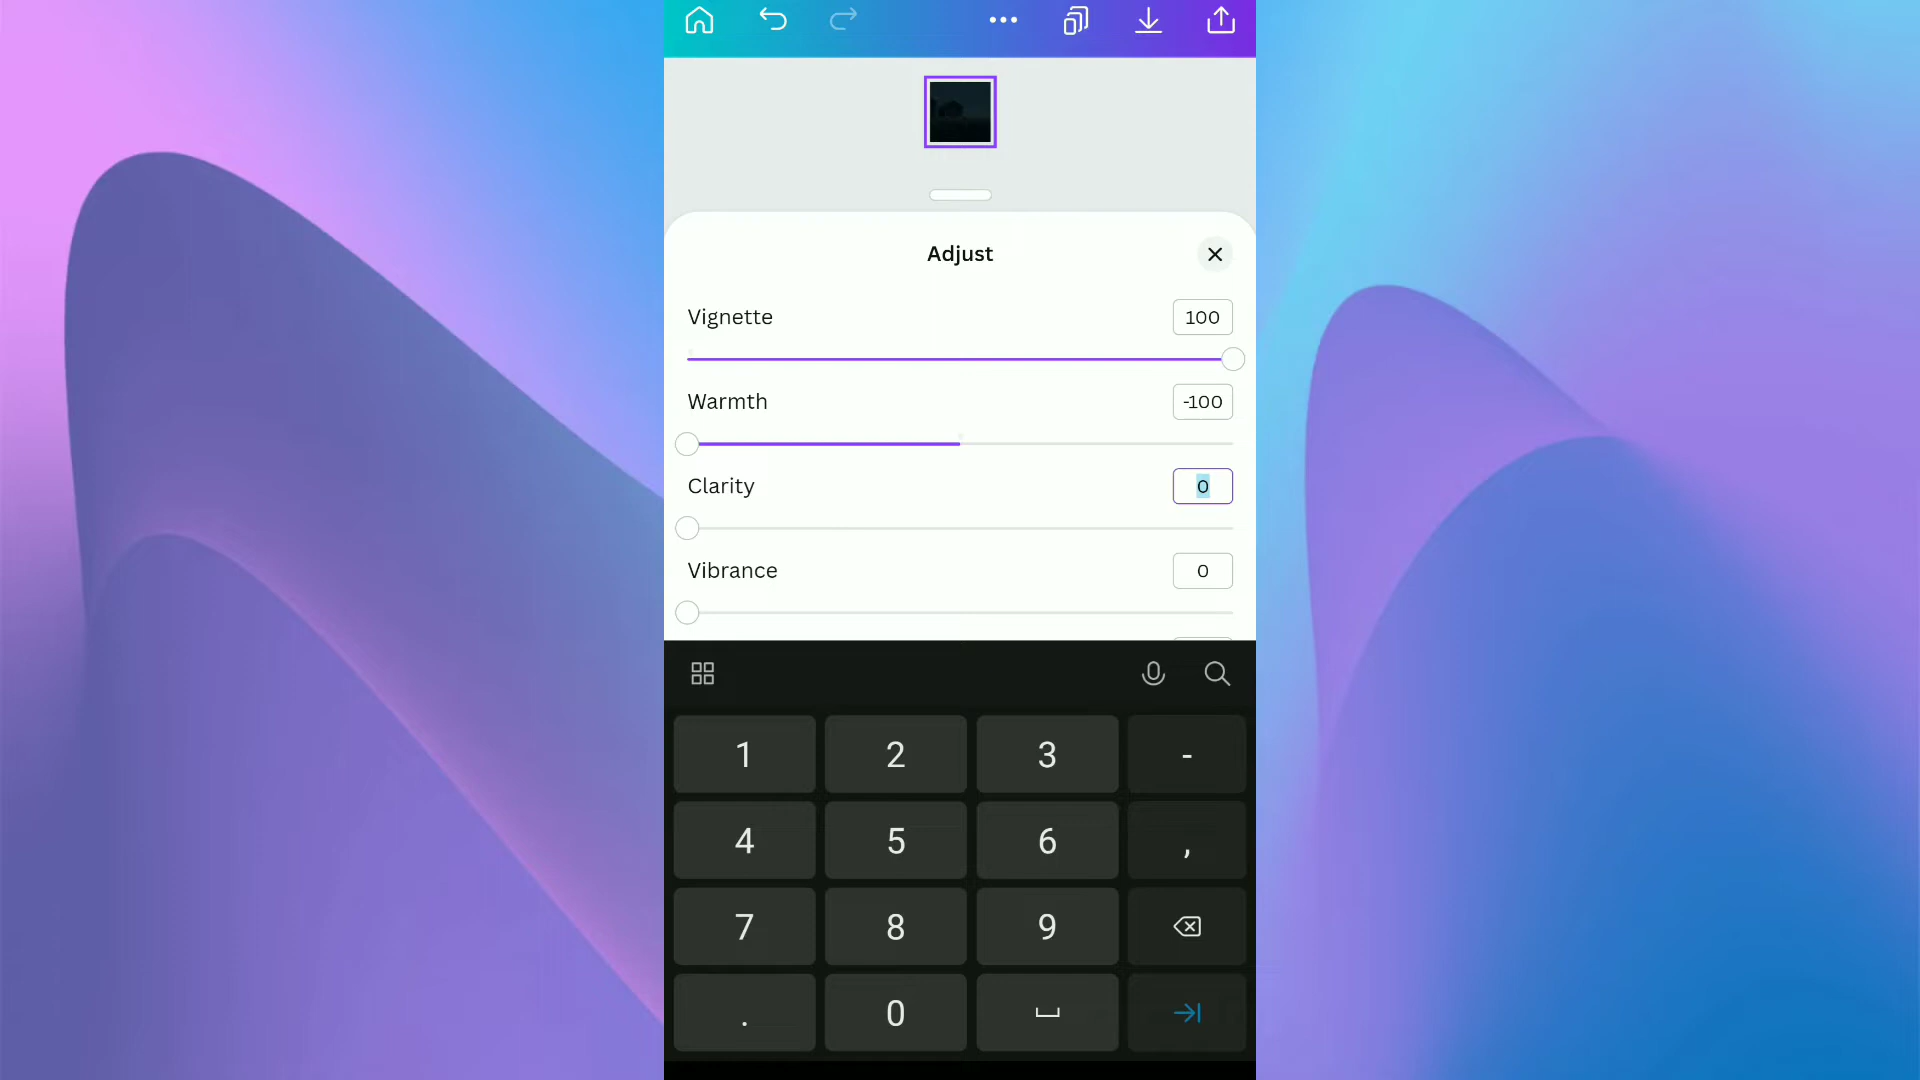 Adjust
Vignette 100
Warmth -100
Clarity 0
Vibrance 0
1 2 3 -
4 5 6 ,
7 8 9
. 0